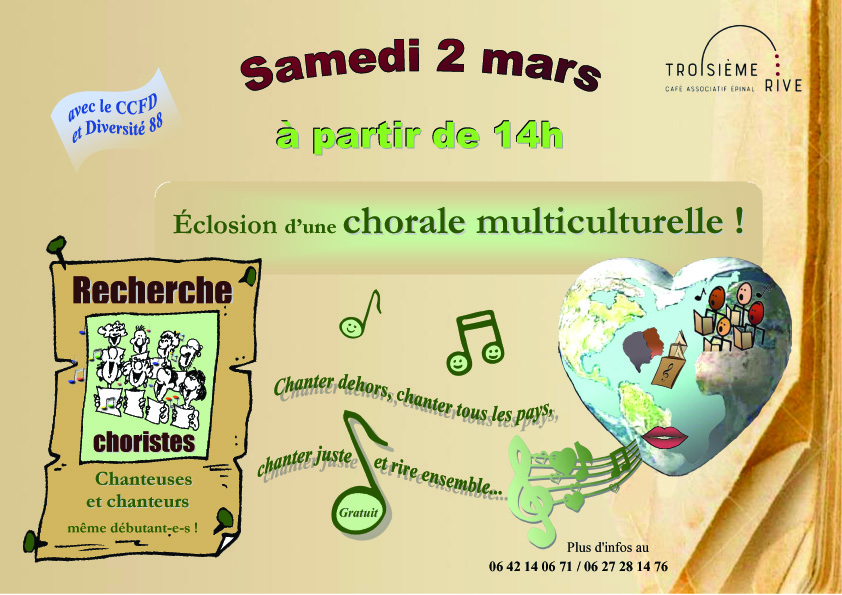 Samedi 2 mars
à partir de 14h
avec le CCFD
et Diversité 88
TROISIÈME
RIVE
CAFE ASSOCIATIF EPINAL
Éclosion d'une chorale multiculturelle !
Recherche
choristes
Chanteuses
et chanteurs
même débutant-e-s !
Chanter dehors, chanter tous les pays,
chanter juste et rire ensemble...
Gratuit
Plus d'infos au
06 42 14 06 71 / 06 27 28 14 76